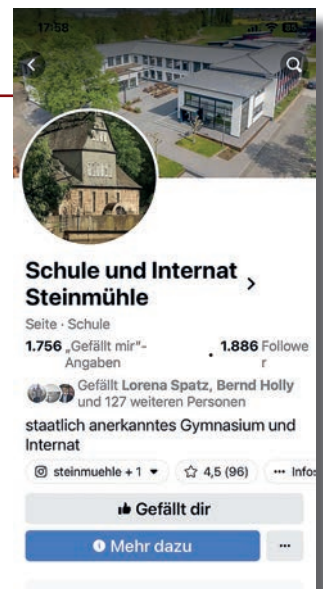 17:58
Schule und Internat
Steinmühle
Seite · Schule
1.756 „Gefällt mir"-
Angaben
· 1.886 Followe
r
Gefällt Lorena Spatz, Bernd Holly
und 127 weiteren Personen
staatlich anerkanntes Gymnasium und
Internat
steinmuehle + 1
4,5 (96)
··· Infos
Gefällt dir
Mehr dazu
···